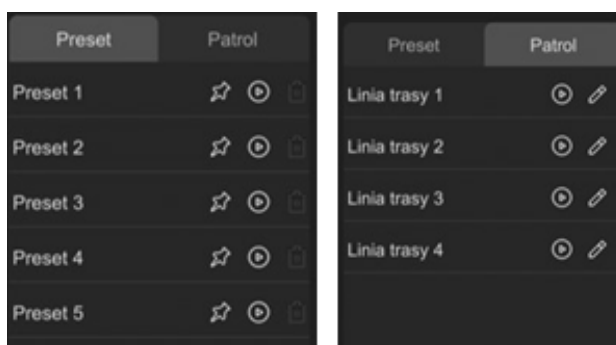 Preset Patrol
Preset 1
Preset 2
Preset 3
Preset 4
Preset 5
Preset Patrol
Linia trasy 1
Linia trasy 2
Linia trasy 3
Linia trasy 4